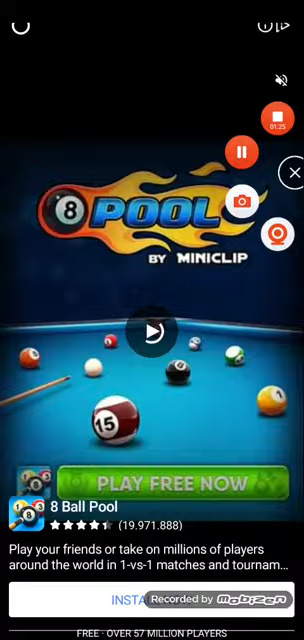 01:25
8 POOL
BY MINICLIP
8
1
15
PLAY FREE NOW
8 Ball Pool
(19.971.888)
Play your friends or take on millions of players
around the world in 1-vs-1 matches and tournam...
INSTA
Recorded by mobizen
FREE · OVER 57 MILLION PLAYERS